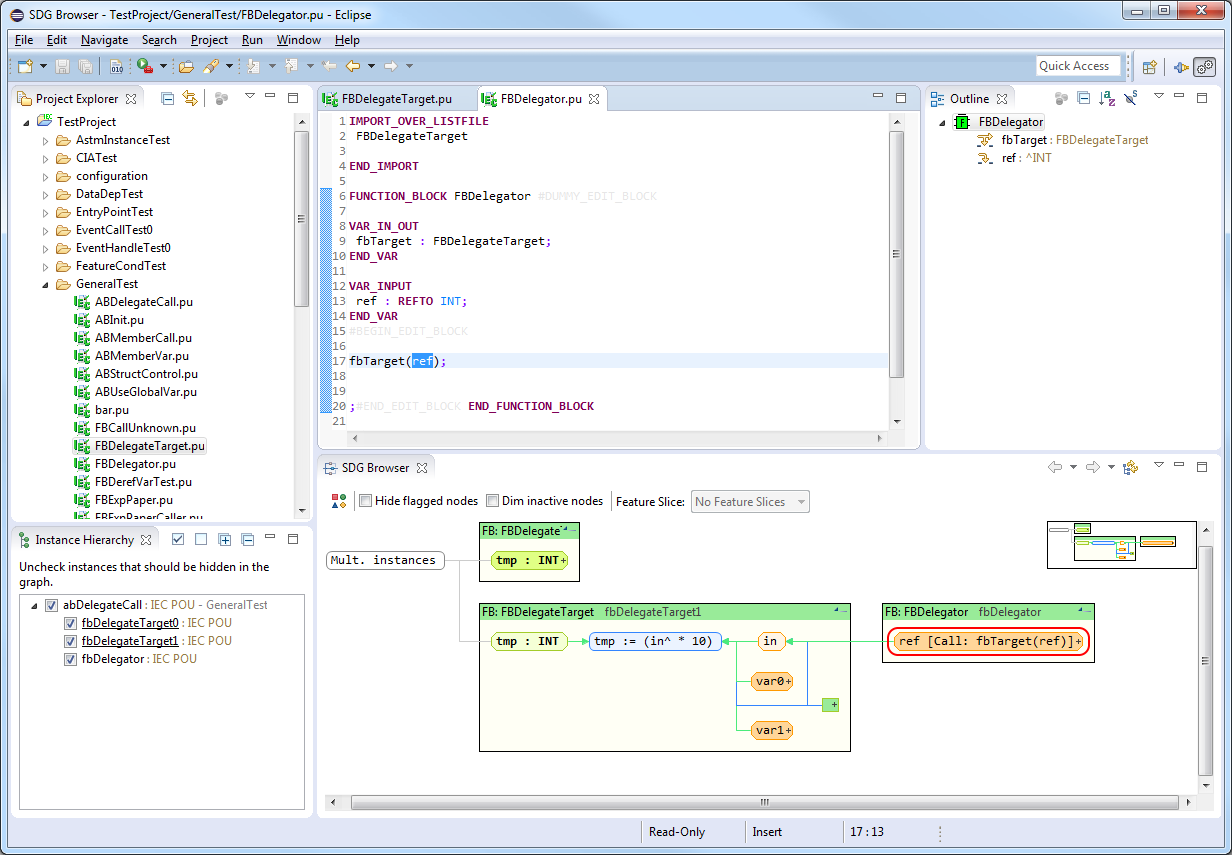 SDG Browser - TestProject/GeneralTest/FBDelegator.pu - Eclipse
File Edit Navigate Search Project Run Window Help
010
Quick Access
Project Explorer
TestProject
AstmInstanceTest
CIATest
configuration
DataDepTest
EntryPointTest
EventCallTest0
EventHandleTest0
FeatureCondTest
GeneralTest
ABDelegateCall.pu
ABInit.pu
ABMemberCall.pu
ABMemberVar.pu
ABStructControl.pu
ABUseGlobalVar.pu
bar.pu
FBCallUnknown.pu
FBDelegateTarget.pu
FBDelegator.pu
FBDerefVarTest.pu
FBExpPaper.pu
FBExpPaperCaller.pu
FBDelegateTarget.pu
FBDelegator.pu
1 IMPORT_OVER_LISTFILE
2 FBDelegateTarget
3
4 END_IMPORT
5
6 FUNCTION_BLOCK FBDelegator #DUMMY_EDIT_BLOCK
7
8 VAR_IN_OUT
9 fbTarget : FBDelegateTarget;
10 END_VAR
11
12 VAR_INPUT
13 ref : REFTO INT;
14 END_VAR
15 #BEGIN_EDIT_BLOCK
16
17 fbTarget(ref);
18
19
20 ;#END_EDIT_BLOCK END_FUNCTION_BLOCK
21
Outline
FBDelegator
fbTarget : FBDelegateTarget
ref : ^INT
Instance Hierarchy
Uncheck instances that should be hidden in the
graph.
abDelegateCall : IEC POU - GeneralTest
fbDelegateTarget0 : IEC POU
fbDelegateTarget1 : IEC POU
fbDelegator : IEC POU
SDG Browser
Hide flagged nodes Dim inactive nodes Feature Slice: No Feature Slices
Mult. instances
FB: FBDelegate
tmp : INT+
FB: FBDelegateTarget fbDelegateTarget1
tmp : INT tmp := (in^ * 10) in
var0+
+
var1+
FB: FBDelegator fbDelegator
ref [Call: fbTarget(ref)]+
Read-Only Insert 17 : 13